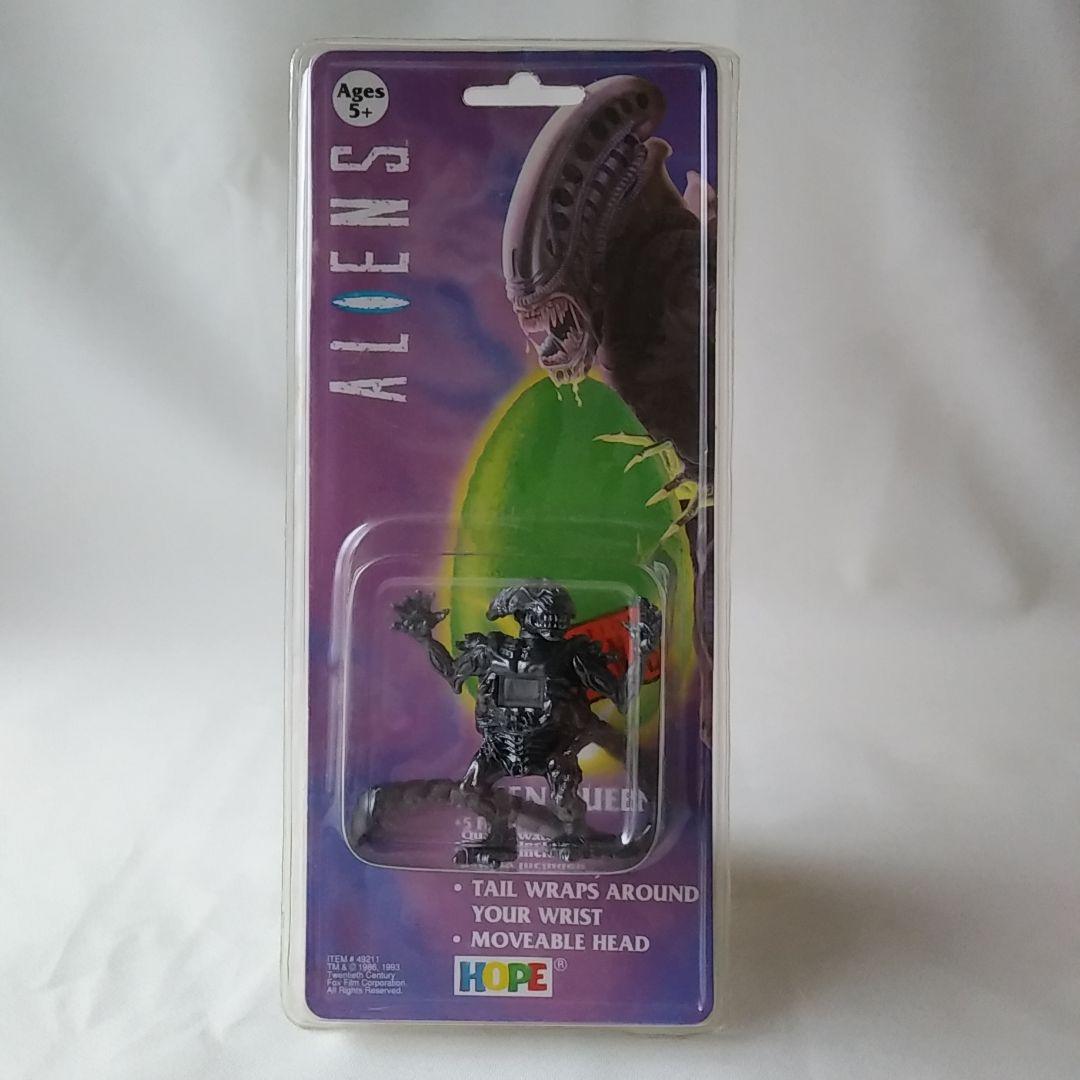 Ages
5+
ALIENS
QUEEN
• TAIL WRAPS AROUND
YOUR WRIST
• MOVEABLE HEAD
HOPE®
ITEM # 49211
TM & © 1986, 1993
Twentieth Century
Fox Film Corporation.
All Rights Reserved.